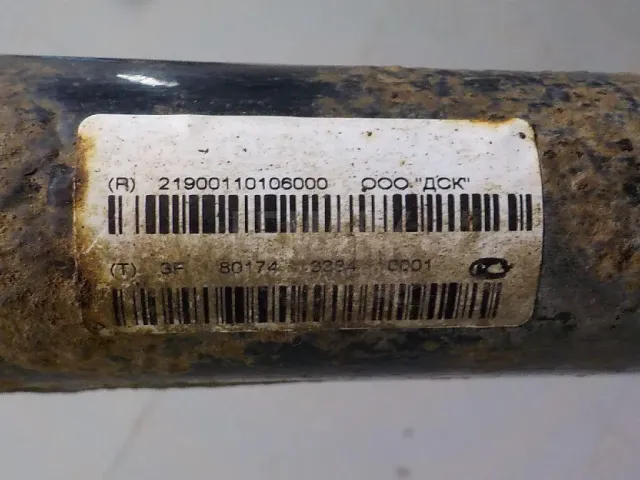 (R) 21900110106000 ООО "ДСК"
(T) 3F 80174 3334 0001